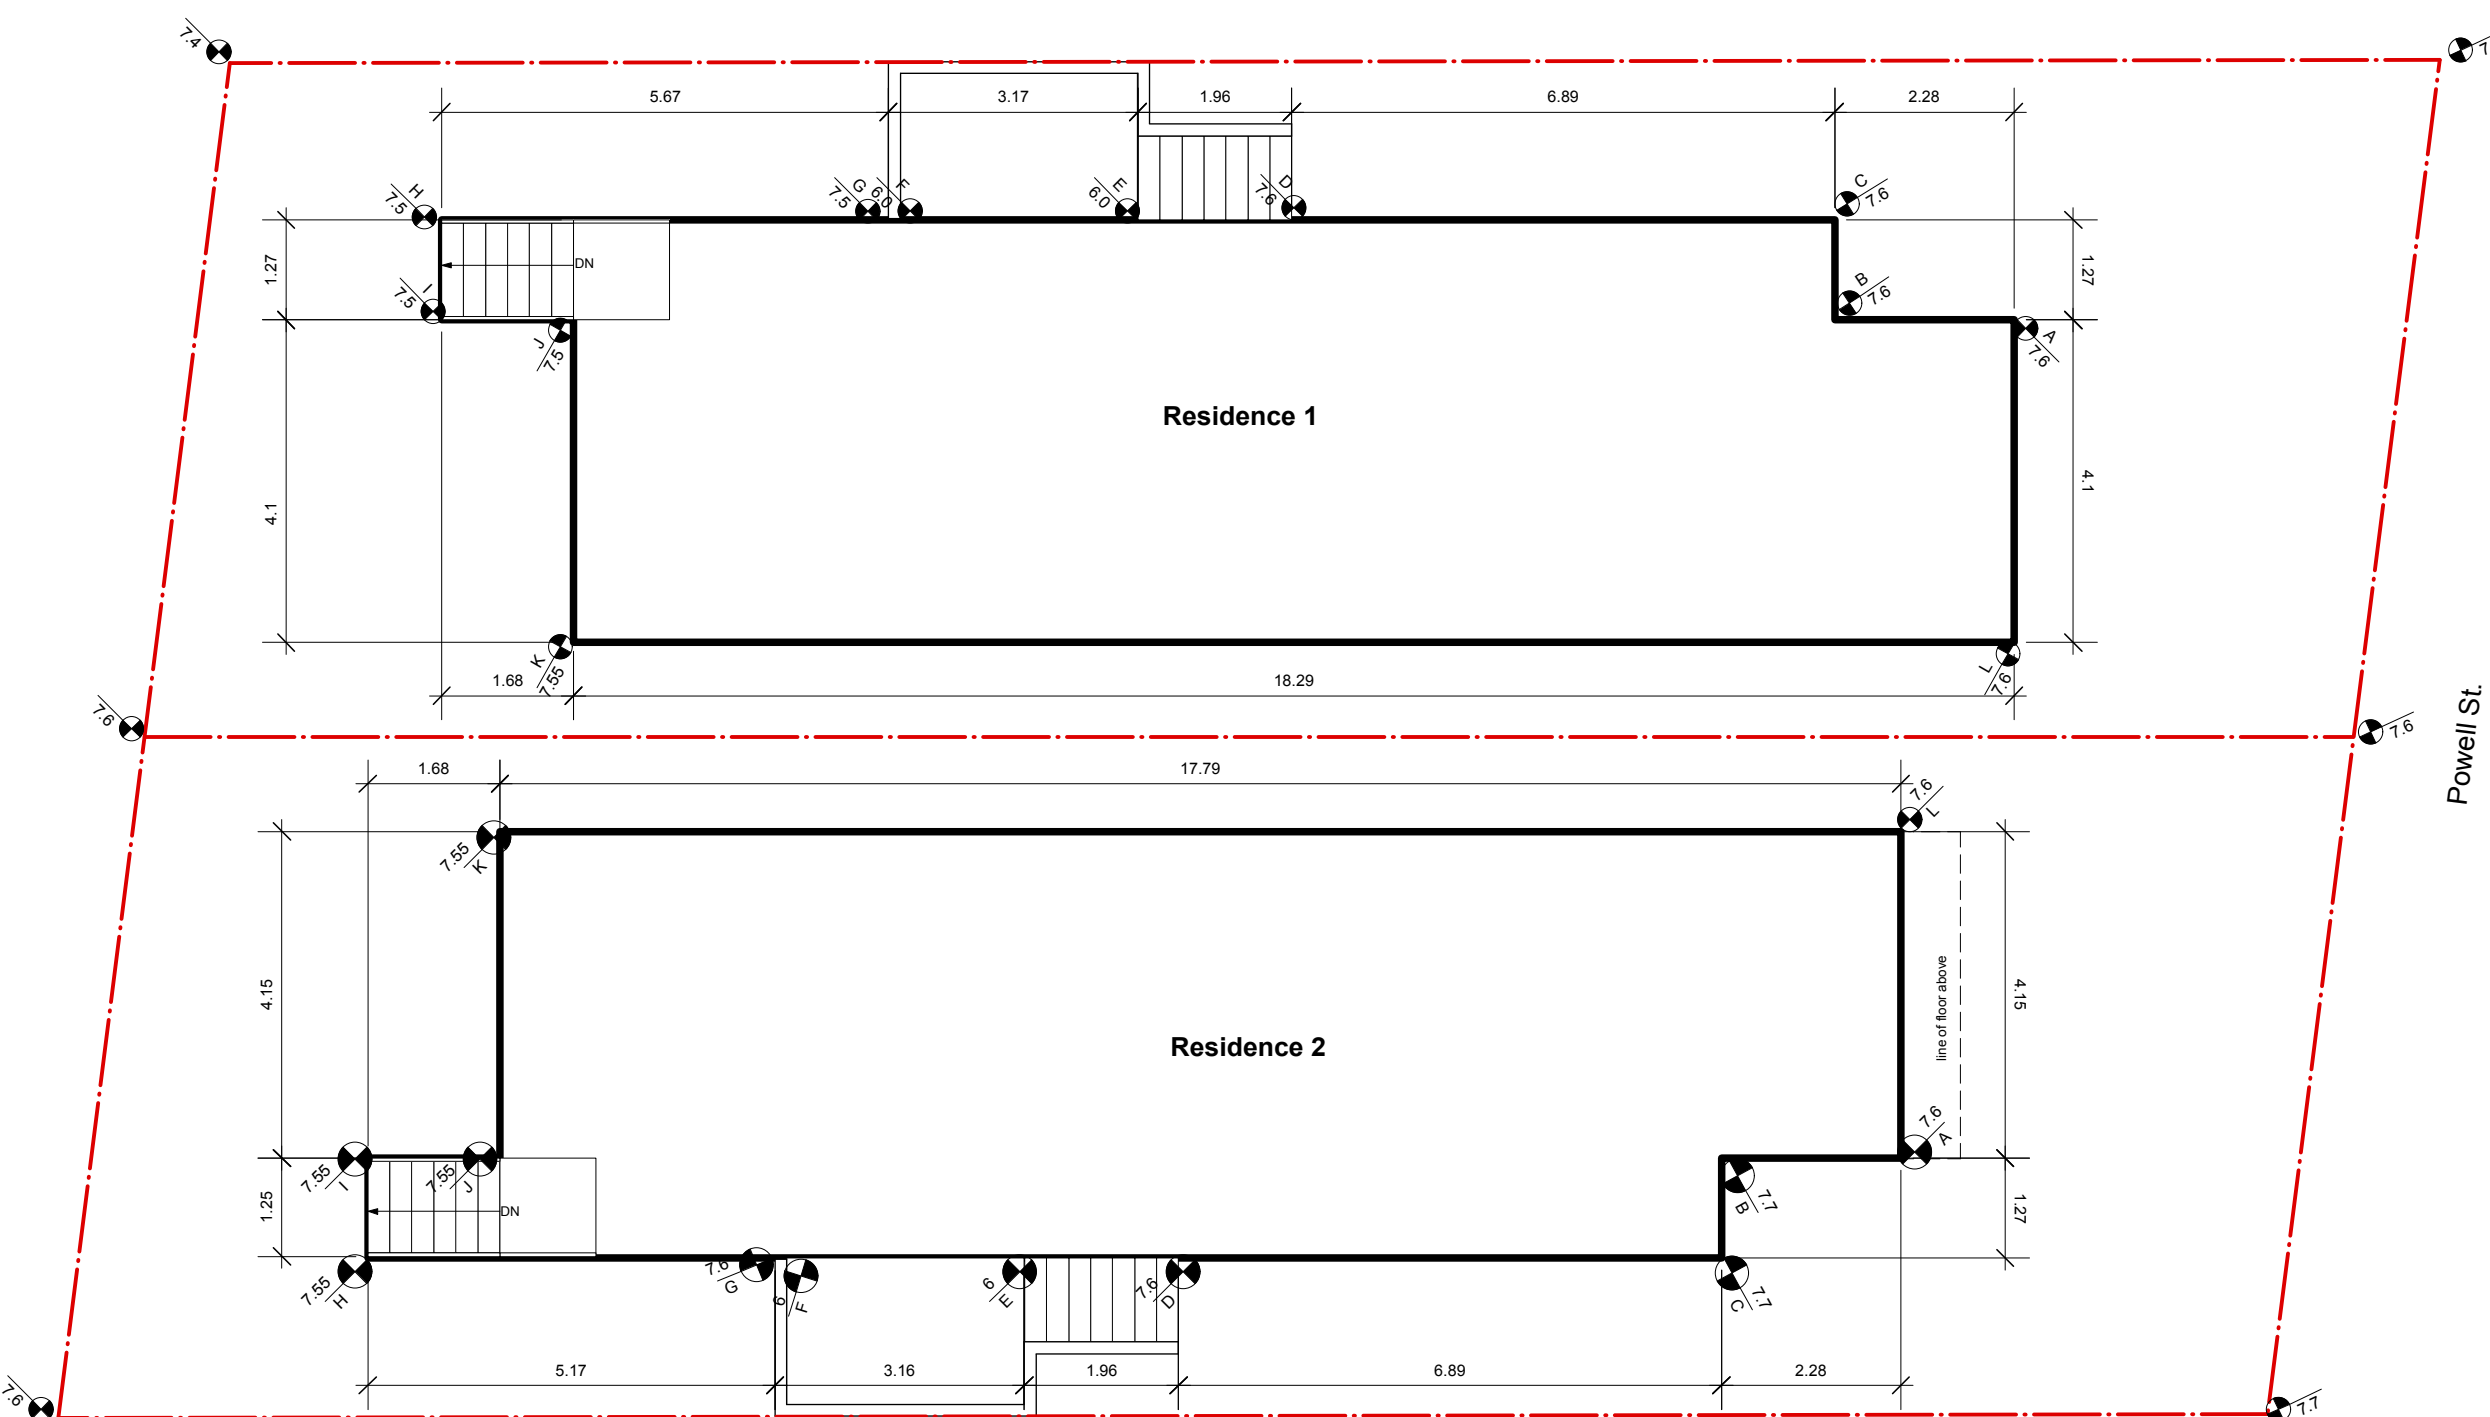 7.4
7
5.67
3.17
1.96
6.89
2.28
H
7.5
G
7.5
F
6.0
E
6.0
D
7.6
C
7.6
1.27
I
7.5
DN
B
7.6
1.27
J
7.5
A
7.6
Residence 1
4.1
4.1
K
7.55
L
7.6
1.68
18.29
7.6
7.6
Powell St.
1.68
17.79
7.6
L
7.55
K
4.15
line of floor above
4.15
Residence 2
7.6
A
7.55
I
7.55
J
7.7
B
1.25
DN
1.27
7.55
H
7.6
G
6
F
6
E
7.6
D
7.7
C
5.17
3.16
1.96
6.89
2.28
7.6
7.7